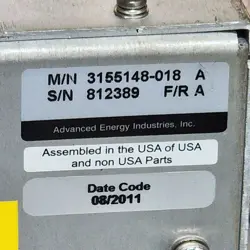 M/N 3155148-018 A
S/N 812389 F/R A
Advanced Energy Industries, Inc.
Assembled in the USA of USA
and non USA Parts
Date Code
08/2011